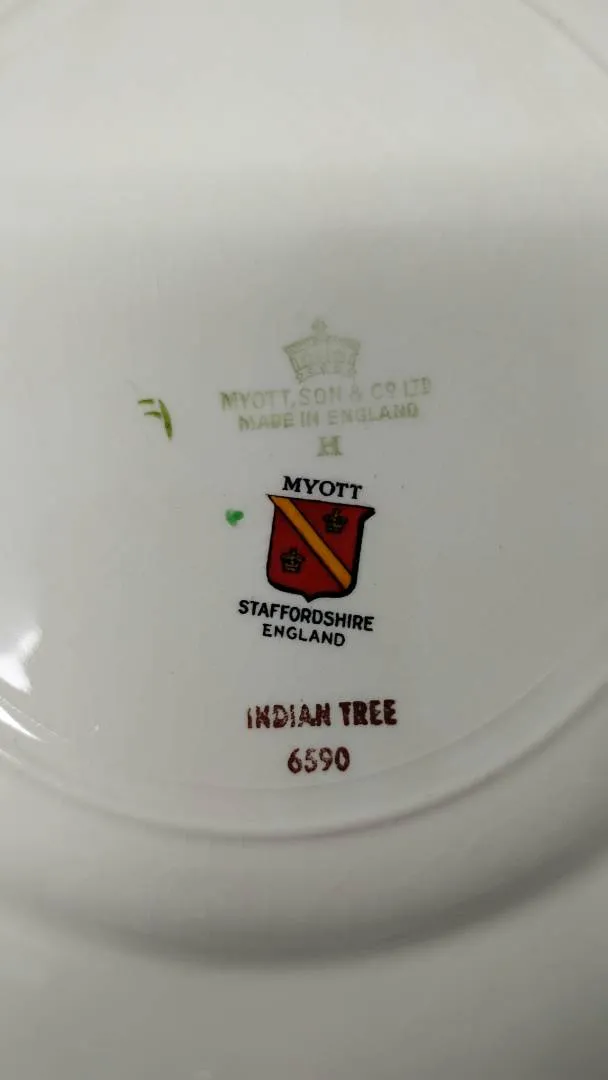 MYOTT, SON & Cº LTD
MADE IN ENGLAND
H
F
MYOTT
STAFFORDSHIRE
ENGLAND
INDIAN TREE
6590